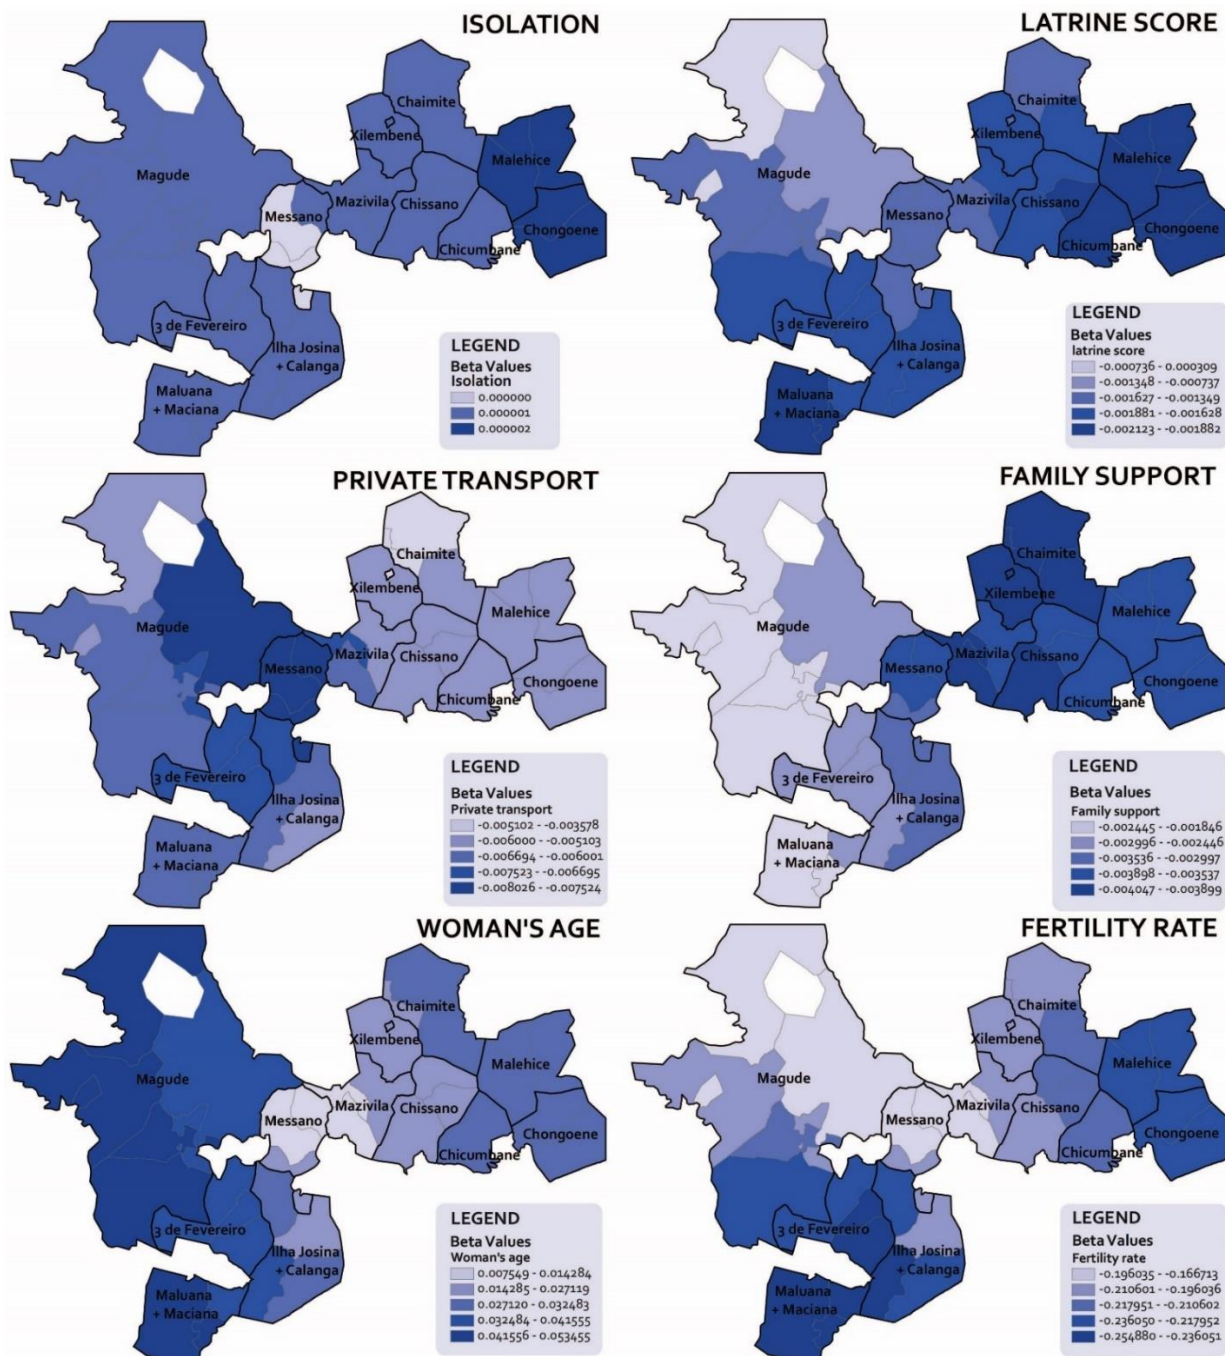 ISOLATION
Chaimite
Xilembene
Malehice
Magude
Messano
Mazivila
Chissano
Chongoene
Chicumbane
3 de Fevereiro
Ilha Josina
+ Calanga
Maluana
+ Maciana
LEGEND
Beta Values
Isolation
0.000000
0.000001
0.000002
LATRINE SCORE
Chaimite
Xilembene
Malehice
Magude
Messano
Mazivila
Chissano
Chongoene
Chicumbane
3 de Fevereiro
Ilha Josina
+ Calanga
Maluana
+ Maciana
LEGEND
Beta Values
latrine score
-0.000736 - 0.000309
-0.001348 - -0.000737
-0.001627 - -0.001349
-0.001881 - -0.001628
-0.002123 - -0.001882
PRIVATE TRANSPORT
Chaimite
Xilembene
Malehice
Magude
Messano
Mazivila
Chissano
Chongoene
Chicumbane
3 de Fevereiro
Ilha Josina
+ Calanga
Maluana
+ Maciana
LEGEND
Beta Values
Private transport
-0.005102 - -0.003578
-0.006000 - -0.005103
-0.006694 - -0.006001
-0.007523 - -0.006695
-0.008026 - -0.007524
FAMILY SUPPORT
Chaimite
Xilembene
Malehice
Magude
Messano
Mazivila
Chissano
Chongoene
Chicumbane
3 de Fevereiro
Ilha Josina
+ Calanga
Maluana
+ Maciana
LEGEND
Beta Values
Family support
-0.002445 - -0.001846
-0.002996 - -0.002446
-0.003536 - -0.002997
-0.003898 - -0.003537
-0.004047 - -0.003899
WOMAN'S AGE
Chaimite
Xilembene
Malehice
Magude
Messano
Mazivila
Chissano
Chongoene
Chicumbane
3 de Fevereiro
Ilha Josina
+ Calanga
Maluana
+ Maciana
LEGEND
Beta Values
Woman's age
0.007549 - 0.014284
0.014285 - 0.027119
0.027120 - 0.032483
0.032484 - 0.041555
0.041556 - 0.053455
FERTILITY RATE
Chaimite
Xilembene
Malehice
Magude
Messano
Mazivila
Chissano
Chongoene
Chicumbane
3 de Fevereiro
Ilha Josina
+ Calanga
Maluana
+ Maciana
LEGEND
Beta Values
Fertility rate
-0.196035 - -0.166713
-0.210601 - -0.196036
-0.217951 - -0.210602
-0.236050 - -0.217952
-0.254880 - -0.236051